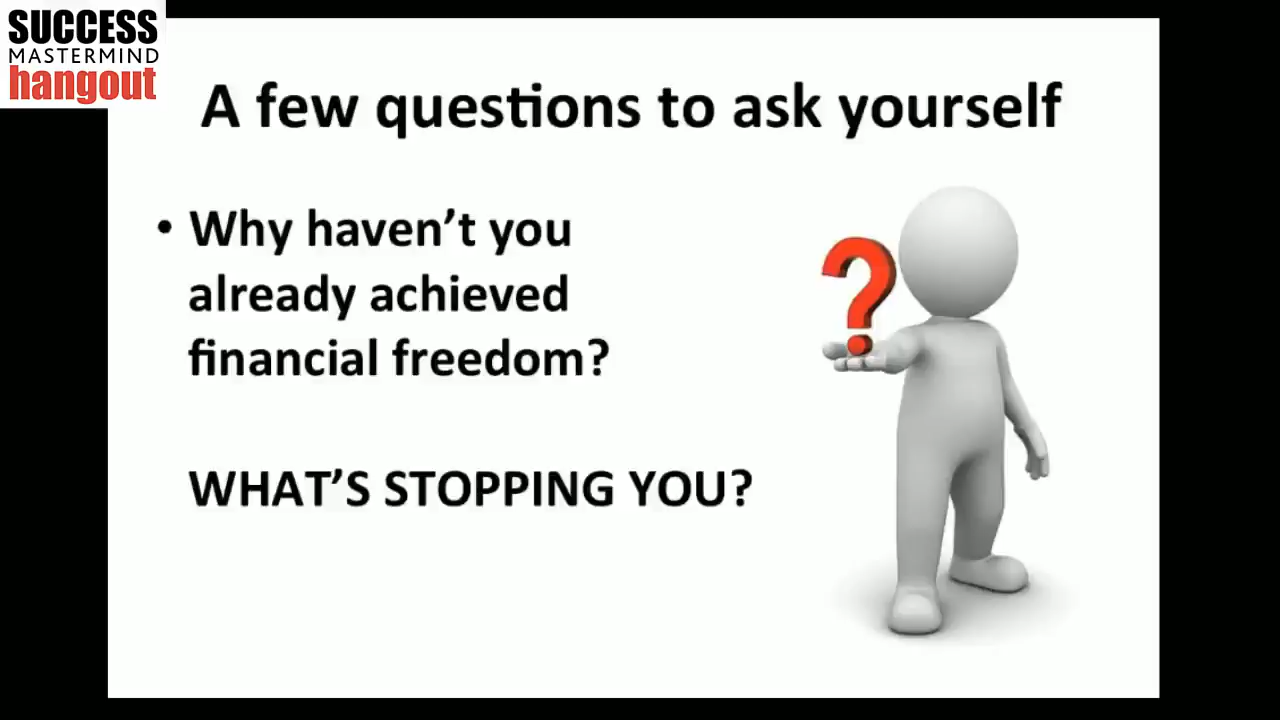 SUCCESS
MASTERMIND
hangout
A few questions to ask yourself
• Why haven’t you
already achieved
financial freedom?
WHAT’S STOPPING YOU?
?